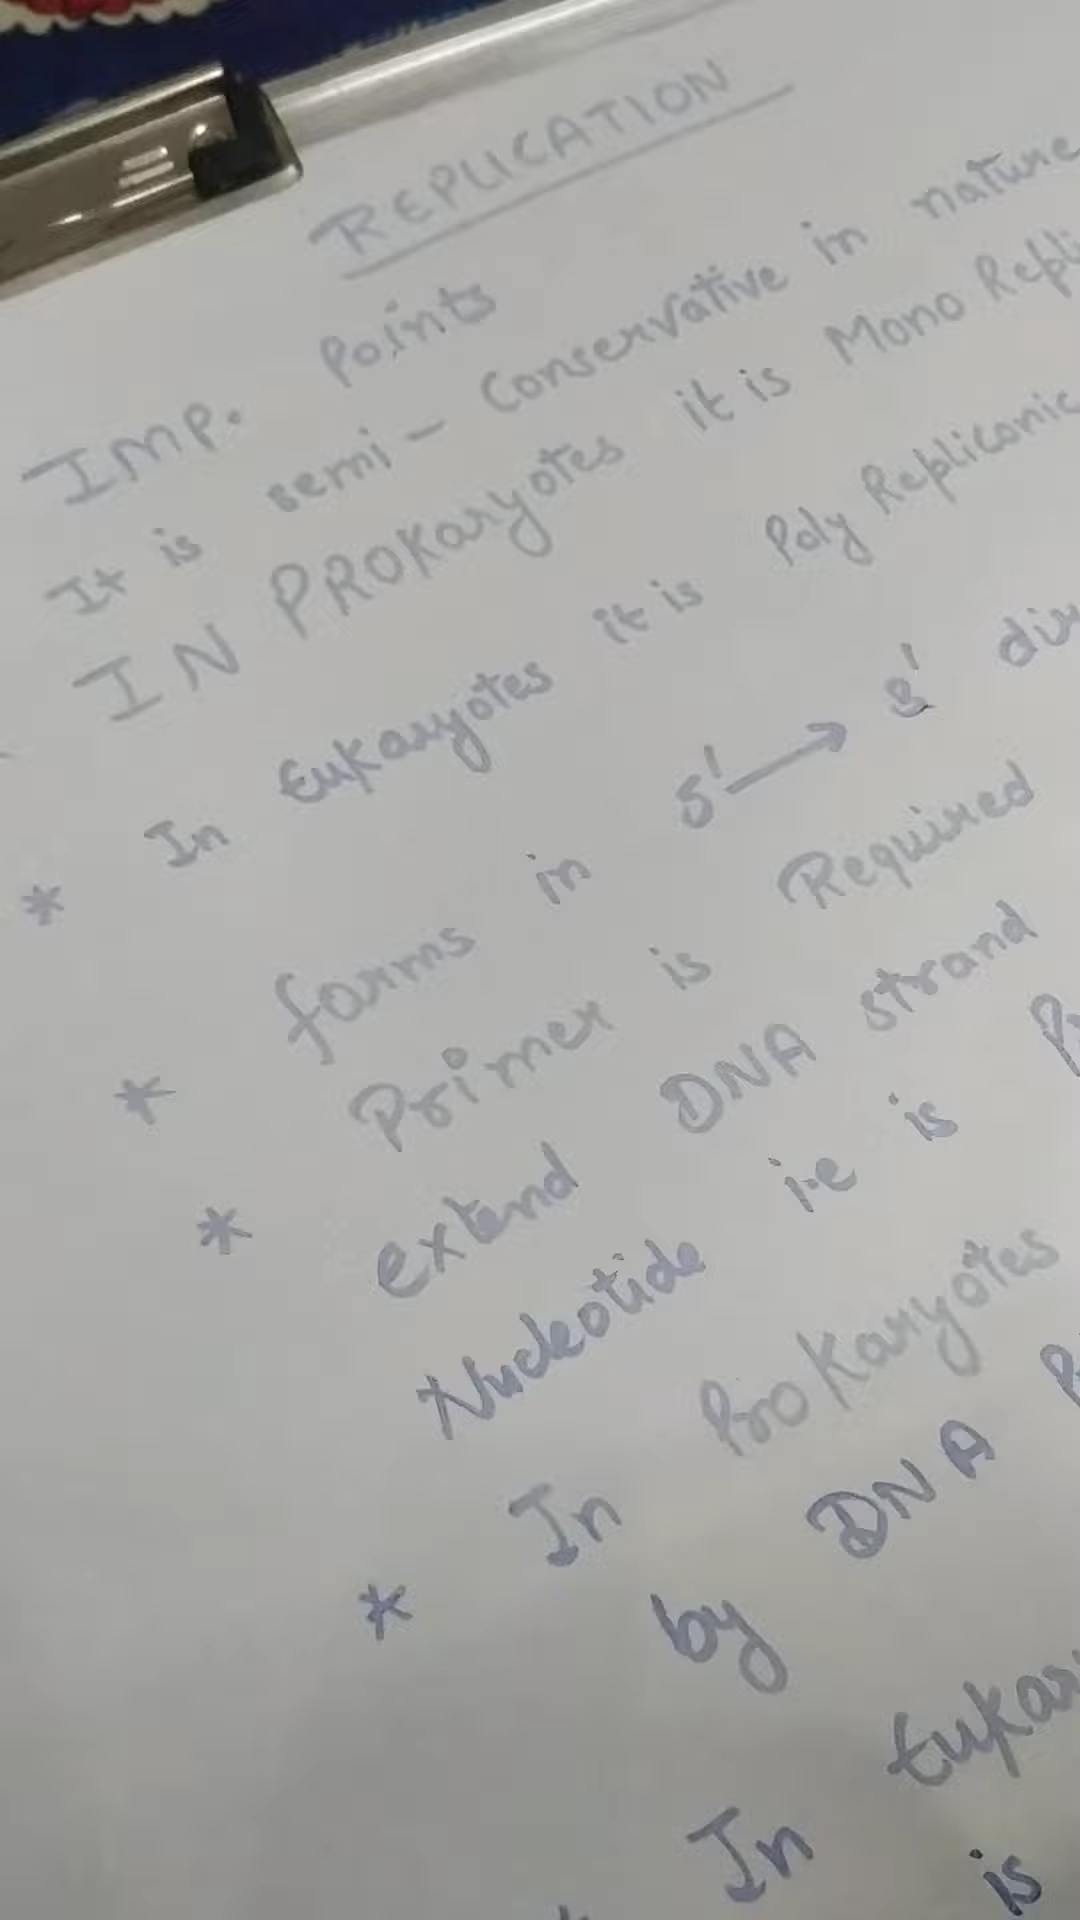 REPLICATION
Imp. Points
It is semi-Conservative in nature
IN PROKaryotes it is Mono Repli
* In Eukaryotes it is Poly Repliconic
* forms in 5' → 3' dir
* Primer is Required
extend DNA strand
Nucleotide i.e is Pr
* In ProKaryotes
by DNA P
In Eukar
is